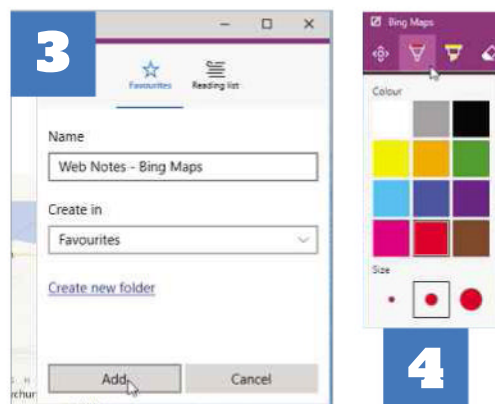 3
Favourites
Reading list
Name
Web Notes - Bing Maps
Create in
Favourites
Create new folder
Add
Cancel
Bing Maps
Colour
Size
4